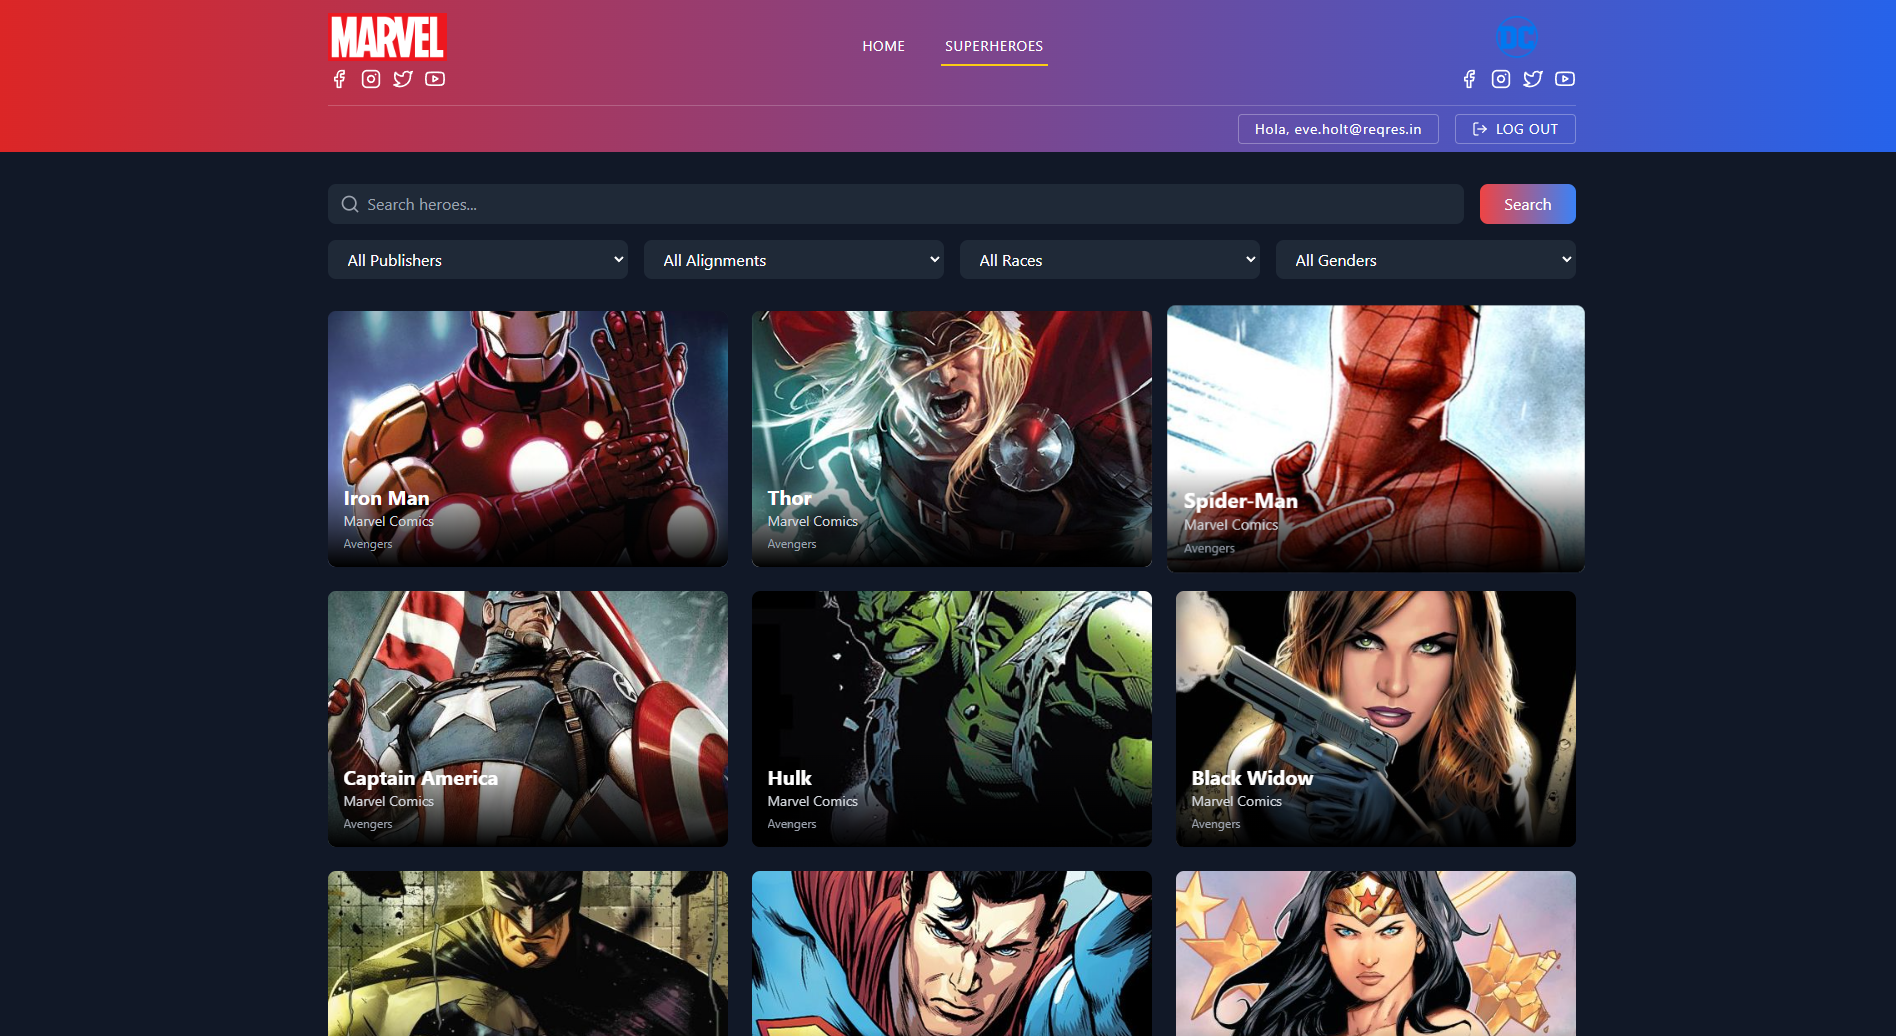 MARVEL
HOME
SUPERHEROES
DC
Hola, eve.holt@reqres.in
LOG OUT
Search heroes...
Search
All Publishers
All Alignments
All Races
All Genders
Iron Man
Marvel Comics
Avengers
Thor
Marvel Comics
Avengers
Spider-Man
Marvel Comics
Avengers
Captain America
Marvel Comics
Avengers
Hulk
Marvel Comics
Avengers
Black Widow
Marvel Comics
Avengers